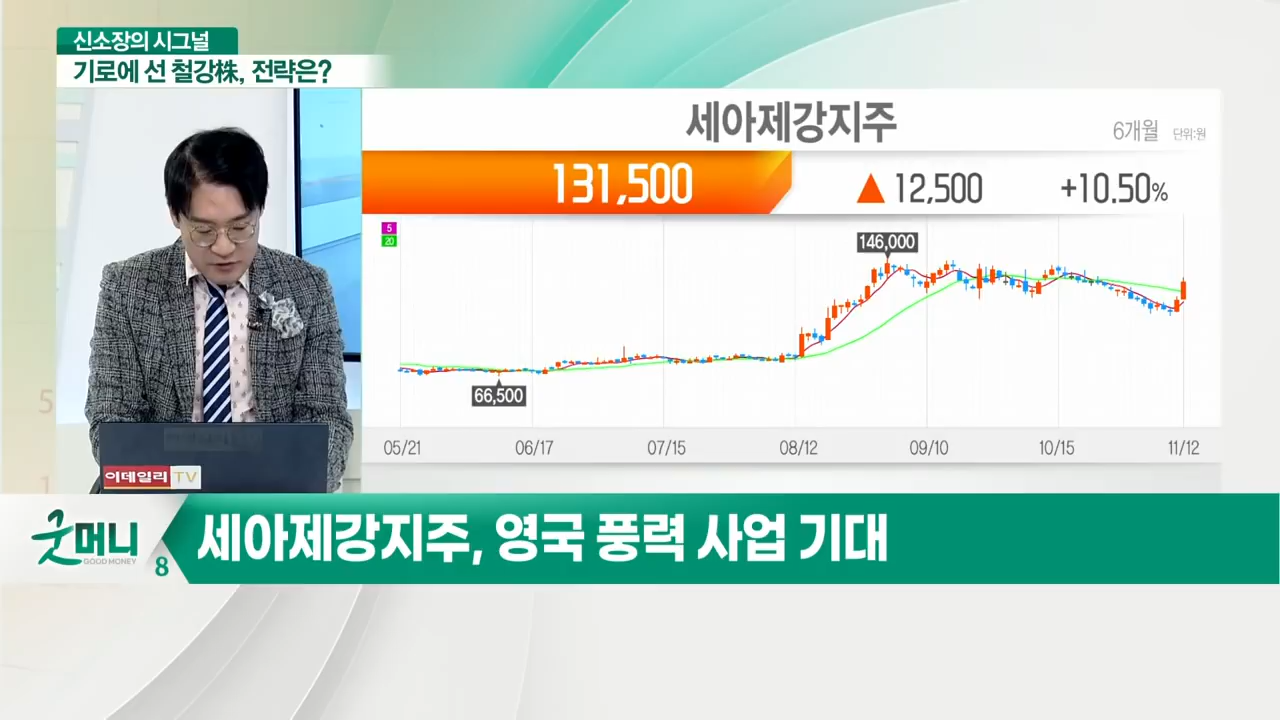 신소장의 시그널
기로에 선 철강株, 전략은?
세아제강지주
6개월 단위:원
131,500 ▲ 12,500 +10.50%
5
20
146,000
66,500
05/21 06/17 07/15 08/12 09/10 10/15 11/12
5
1
이데일리 TV
굿머니
GOOD MONEY
8
세아제강지주, 영국 풍력 사업 기대